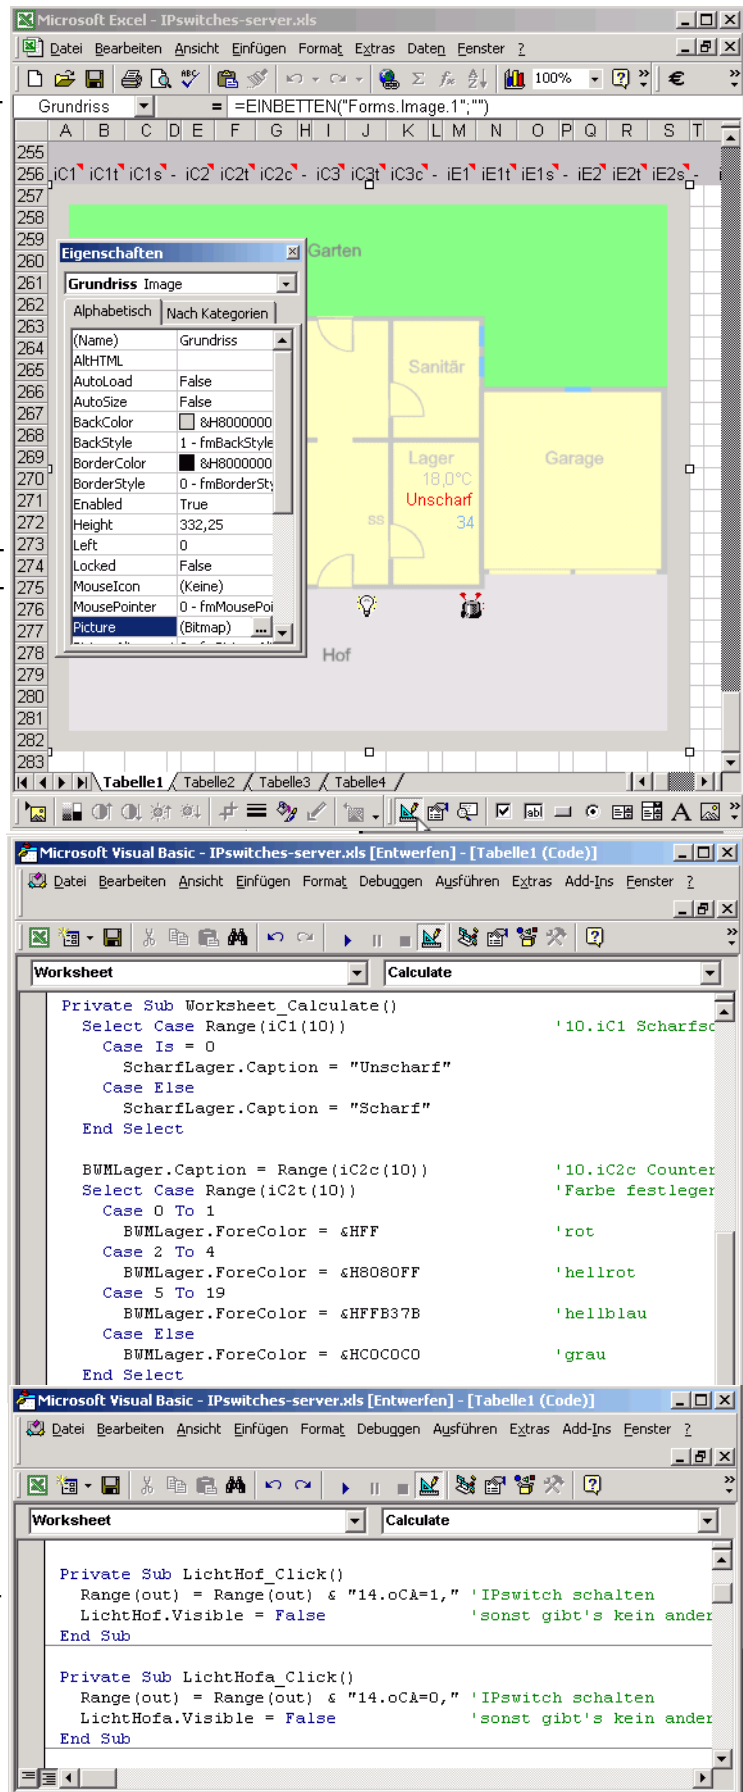 Microsoft Excel - IPswitches-server.xls
Datei Bearbeiten Ansicht Einfügen Format Extras Daten Fenster ?
100%
Grundriss = =EINBETTEN("Forms.Image.1";"")
A B C D E F G H I J K L M N O P Q R S T
255
256 iC1 iC1t iC1s - iC2 iC2t iC2c - iC3 iC3t iC3c - iE1 iE1t iE1s - iE2 iE2t iE2s -
257
258
259
260
261
262
263
264
265
266
267
268
269
270
271
272
273
274
275
276
277
278
279
280
281
282
283
Garten
Sanitär
Lager
18,0°C
Unscharf
34
Garage
ss
Hof
Eigenschaften
Grundriss Image
Alphabetisch Nach Kategorien
(Name) Grundriss
AltHTML
AutoLoad False
AutoSize False
BackColor &H8000000
BackStyle 1 - fmBackStyle
BorderColor &H8000000
BorderStyle 0 - fmBorderSty
Enabled True
Height 332,25
Left 0
Locked False
MouseIcon (Keine)
MousePointer 0 - fmMousePoi
Picture (Bitmap) ...
Tabelle1 Tabelle2 Tabelle3 Tabelle4
Microsoft Visual Basic - IPswitches-server.xls [Entwerfen] - [Tabelle1 (Code)]
Datei Bearbeiten Ansicht Einfügen Format Debuggen Ausführen Extras Add-Ins Fenster ?
Worksheet Calculate
Private Sub Worksheet_Calculate()
Select Case Range(iC1(10)) '10.iC1 Scharfsc
Case Is = 0
ScharfLager.Caption = "Unscharf"
Case Else
ScharfLager.Caption = "Scharf"
End Select
BWMLager.Caption = Range(iC2c(10)) '10.iC2c Counter
Select Case Range(iC2t(10)) 'Farbe festleger
Case 0 To 1
BWMLager.ForeColor = &HFF 'rot
Case 2 To 4
BWMLager.ForeColor = &H8080FF 'hellrot
Case 5 To 19
BWMLager.ForeColor = &HFFB37B 'hellblau
Case Else
BWMLager.ForeColor = &HC0C0C0 'grau
End Select
Microsoft Visual Basic - IPswitches-server.xls [Entwerfen] - [Tabelle1 (Code)]
Datei Bearbeiten Ansicht Einfügen Format Debuggen Ausführen Extras Add-Ins Fenster ?
Worksheet Calculate
Private Sub LichtHof_Click()
Range(out) = Range(out) & "14.oCA=1," 'IPswitch schalten
LichtHof.Visible = False 'sonst gibt's kein ander
End Sub
Private Sub LichtHofa_Click()
Range(out) = Range(out) & "14.oCA=0," 'IPswitch schalten
LichtHofa.Visible = False 'sonst gibt's kein ander
End Sub